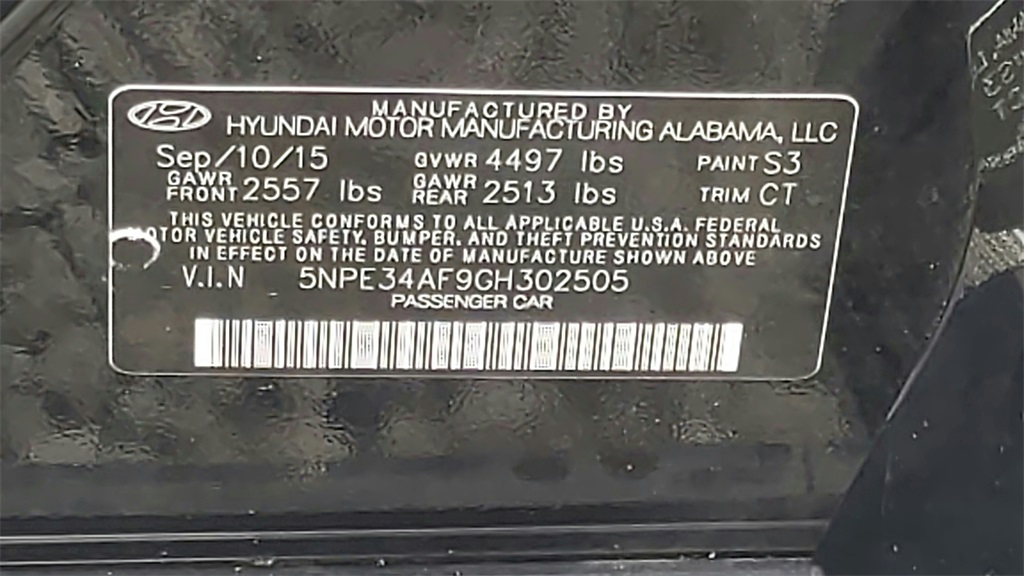 MANUFACTURED BY
HYUNDAI MOTOR MANUFACTURING ALABAMA, LLC
Sep/10/15 GVWR 4497 lbs PAINT S3
GAWR FRONT 2557 lbs GAWR REAR 2513 lbs TRIM CT
THIS VEHICLE CONFORMS TO ALL APPLICABLE U.S.A. FEDERAL
MOTOR VEHICLE SAFETY, BUMPER, AND THEFT PREVENTION STANDARDS
IN EFFECT ON THE DATE OF MANUFACTURE SHOWN ABOVE
V.I.N 5NPE34AF9GH302505
PASSENGER CAR